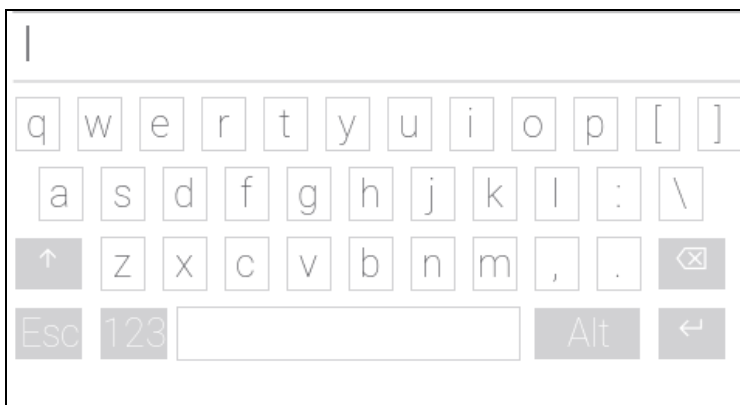 q w e r t y u i o p [ ]
a s d f g h j k l : \
↑ z x c v b n m , . ⌫
Esc 123 Alt ↵